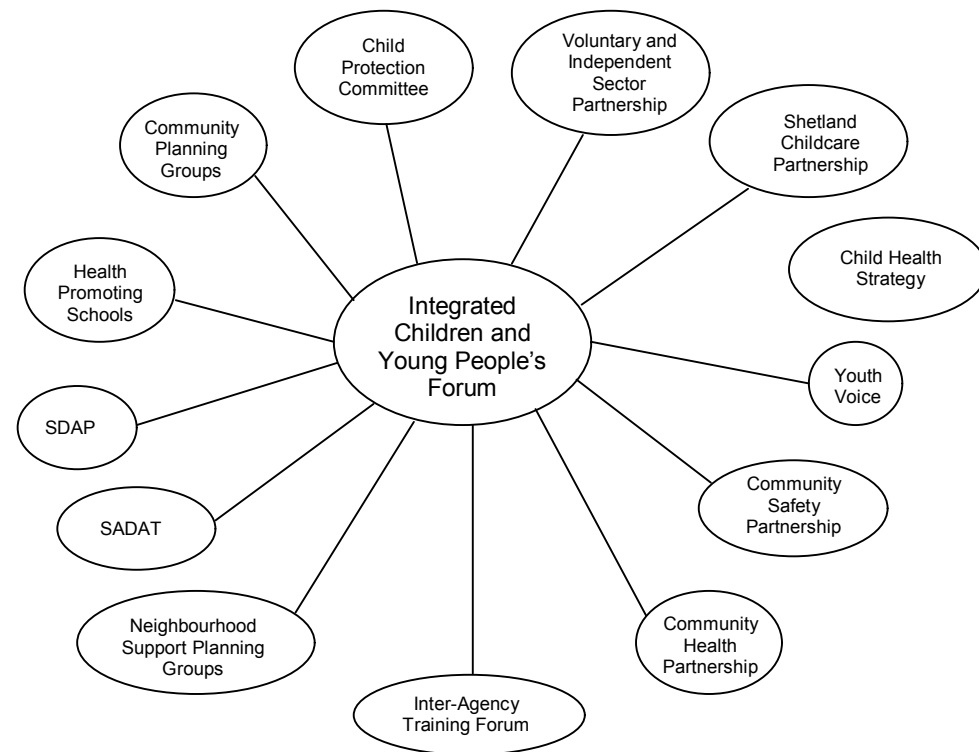 Child
Protection
Committee
Voluntary and
Independent
Sector
Partnership
Shetland
Childcare
Partnership
Community
Planning
Groups
Child Health
Strategy
Health
Promoting
Schools
Integrated
Children and
Young People’s
Forum
Youth
Voice
SDAP
Community
Safety
Partnership
SADAT
Neighbourhood
Support Planning
Groups
Community
Health
Partnership
Inter-Agency
Training Forum